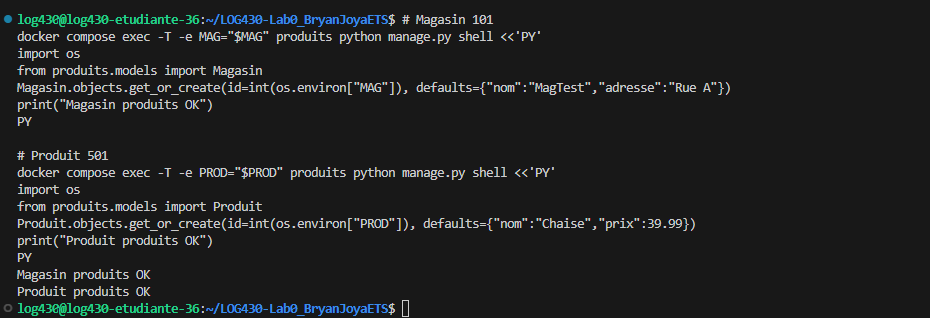 log430@log430-etudiante-36:~/LOG430-Lab0_BryanJoyaETS$ # Magasin 101
docker compose exec -T -e MAG="$MAG" produits python manage.py shell <<'PY'
import os
from produits.models import Magasin
Magasin.objects.get_or_create(id=int(os.environ["MAG"]), defaults={"nom":"MagTest","adresse":"Rue A"})
print("Magasin produits OK")
PY

# Produit 501
docker compose exec -T -e PROD="$PROD" produits python manage.py shell <<'PY'
import os
from produits.models import Produit
Produit.objects.get_or_create(id=int(os.environ["PROD"]), defaults={"nom":"Chaise","prix":39.99})
print("Produit produits OK")
PY
Magasin produits OK
Produit produits OK
log430@log430-etudiante-36:~/LOG430-Lab0_BryanJoyaETS$